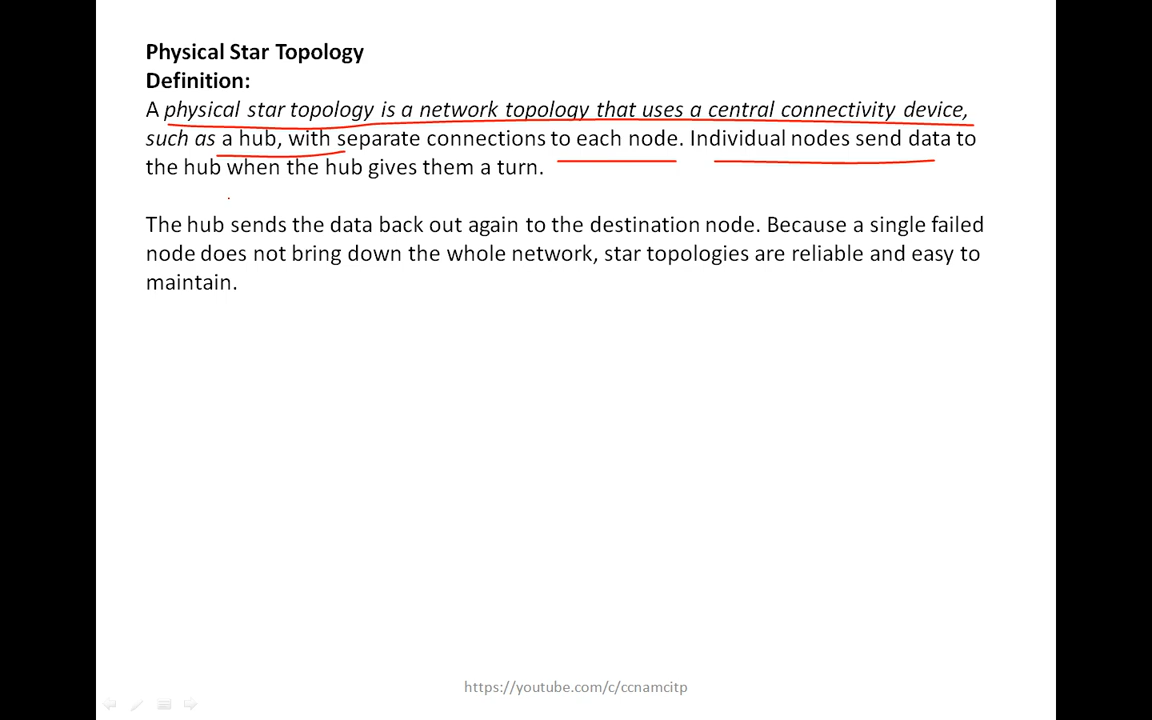 Physical Star Topology
Definition:
A physical star topology is a network topology that uses a central connectivity device,
such as a hub, with separate connections to each node. Individual nodes send data to
the hub when the hub gives them a turn.
The hub sends the data back out again to the destination node. Because a single failed
node does not bring down the whole network, star topologies are reliable and easy to
maintain.
https://youtube.com/c/ccnamcitp